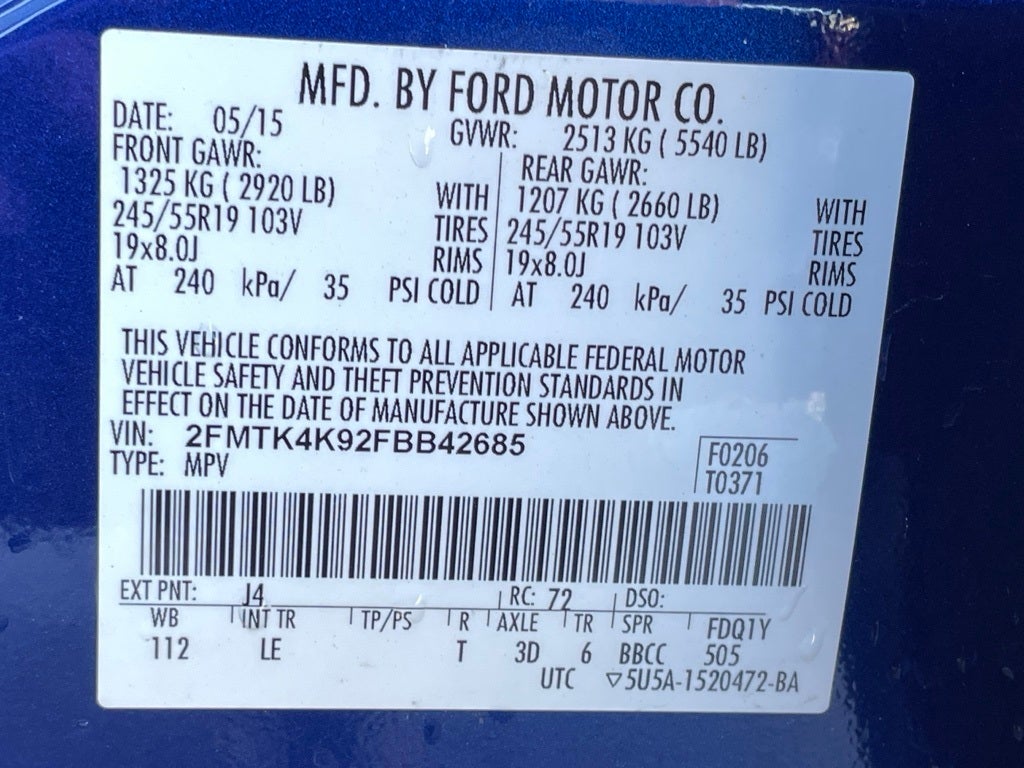 MFD. BY FORD MOTOR CO.
DATE: 05/15 GVWR: 2513 KG ( 5540 LB)
FRONT GAWR: REAR GAWR:
1325 KG ( 2920 LB) WITH 1207 KG ( 2660 LB) WITH
245/55R19 103V TIRES 245/55R19 103V TIRES
19x8.0J RIMS 19x8.0J RIMS
AT 240 kPa/ 35 PSI COLD AT 240 kPa/ 35 PSI COLD
THIS VEHICLE CONFORMS TO ALL APPLICABLE FEDERAL MOTOR
VEHICLE SAFETY AND THEFT PREVENTION STANDARDS IN
EFFECT ON THE DATE OF MANUFACTURE SHOWN ABOVE.
VIN: 2FMTK4K92FBB42685 F0206
TYPE: MPV T0371
EXT PNT: J4 RC: 72 DSO:
WB INT TR TP/PS R AXLE TR SPR FDQ1Y
112 LE T 3D 6 BBCC 505
UTC ▽5U5A-1520472-BA